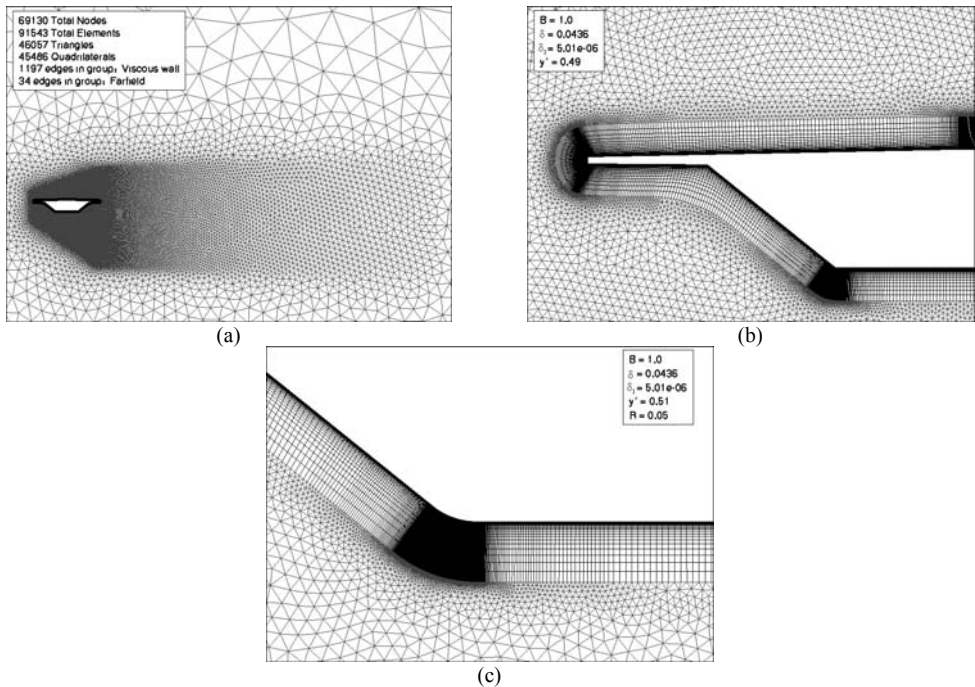 69130 Total Nodes
91543 Total Elements
46057 Triangles
45486 Quadrilaterals
1197 edges in group: Viscous wall
34 edges in group: Farfield
(a)
B = 1.0
δ = 0.0436
δ₁ = 5.01e-06
y⁺ = 0.49
(b)
B = 1.0
δ = 0.0436
δ₁ = 5.01e-06
y⁺ = 0.51
R = 0.05
(c)